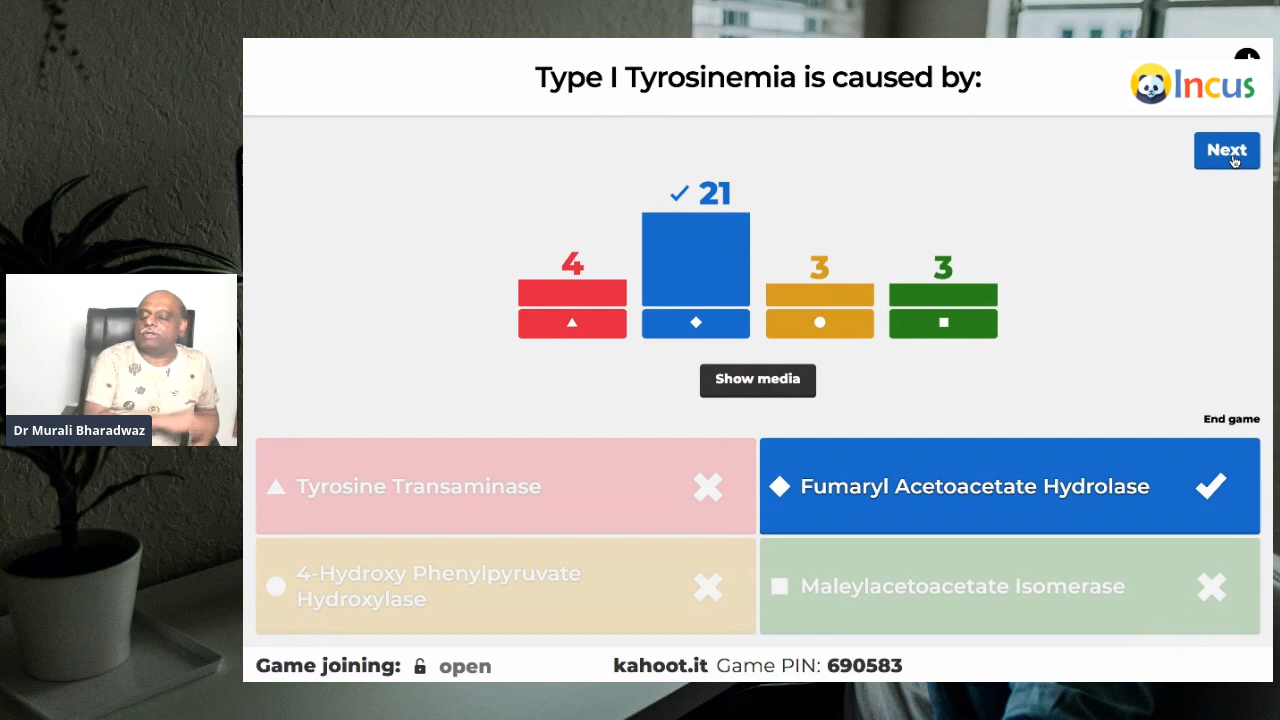 Type I Tyrosinemia is caused by:
Incus
Next
21
4
3
3
Show media
Dr Murali Bharadwaz
End game
Tyrosine Transaminase
Fumaryl Acetoacetate Hydrolase
4-Hydroxy Phenylpyruvate
Hydroxylase
Maleylacetoacetate Isomerase
Game joining: open
kahoot.it Game PIN: 690583